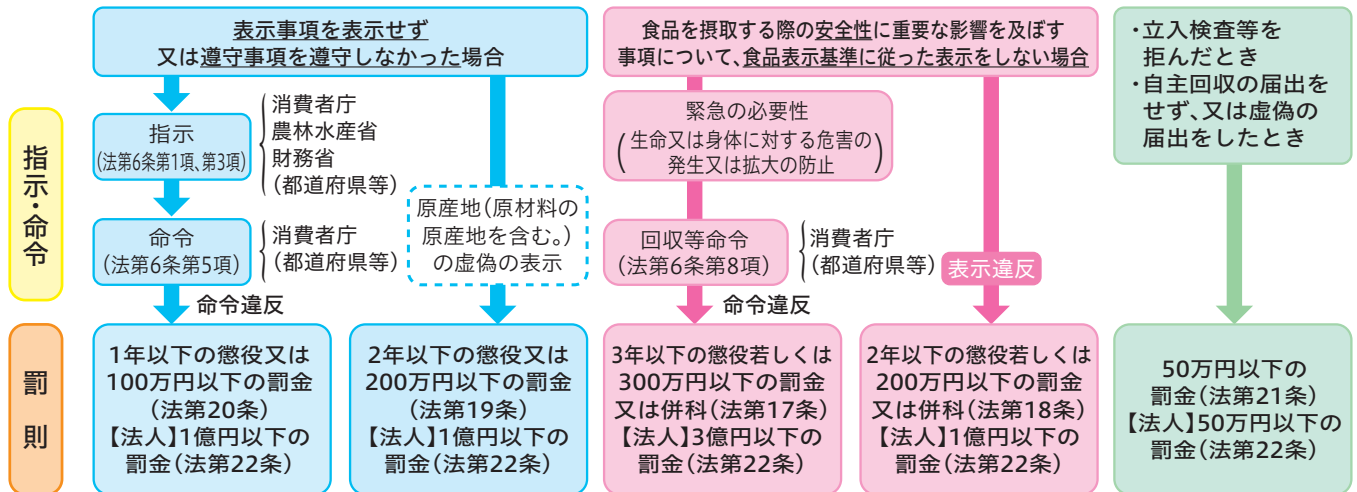 表示事項を表示せず
又は遵守事項を遵守しなかった場合
食品を摂取する際の安全性に重要な影響を及ぼす
事項について、食品表示基準に従った表示をしない場合
・立入検査等を
拒んだとき
・自主回収の届出を
せず、又は虚偽の
届出をしたとき
指示・命令
指示
(法第6条第1項、第3項)
消費者庁
農林水産省
財務省
(都道府県等)
命令
(法第6条第5項)
消費者庁
(都道府県等)
命令違反
原産地(原材料の
原産地を含む。)
の虚偽の表示
緊急の必要性
(生命又は身体に対する危害の
発生又は拡大の防止)
回収等命令
(法第6条第8項)
消費者庁
(都道府県等)
命令違反
表示違反
罰則
1年以下の懲役又は
100万円以下の罰金
(法第20条)
【法人】1億円以下の
罰金(法第22条)
2年以下の懲役又は
200万円以下の罰金
(法第19条)
【法人】1億円以下の
罰金(法第22条)
3年以下の懲役若しくは
300万円以下の罰金
又は併科(法第17条)
【法人】3億円以下の
罰金(法第22条)
2年以下の懲役若しくは
200万円以下の罰金
又は併科(法第18条)
【法人】1億円以下の
罰金(法第22条)
50万円以下の
罰金(法第21条)
【法人】50万円以下の
罰金(法第22条)